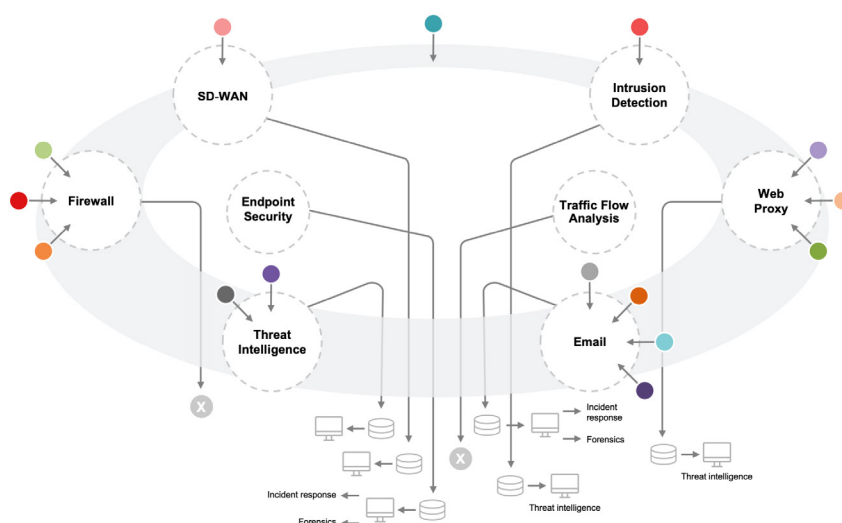 SD-WAN
Intrusion
Detection
Firewall
Endpoint
Security
Traffic Flow
Analysis
Web
Proxy
Threat
Intelligence
Email
X
Incident
response
Forensics
X
Threat intelligence
Threat intelligence
Incident response
Forensics